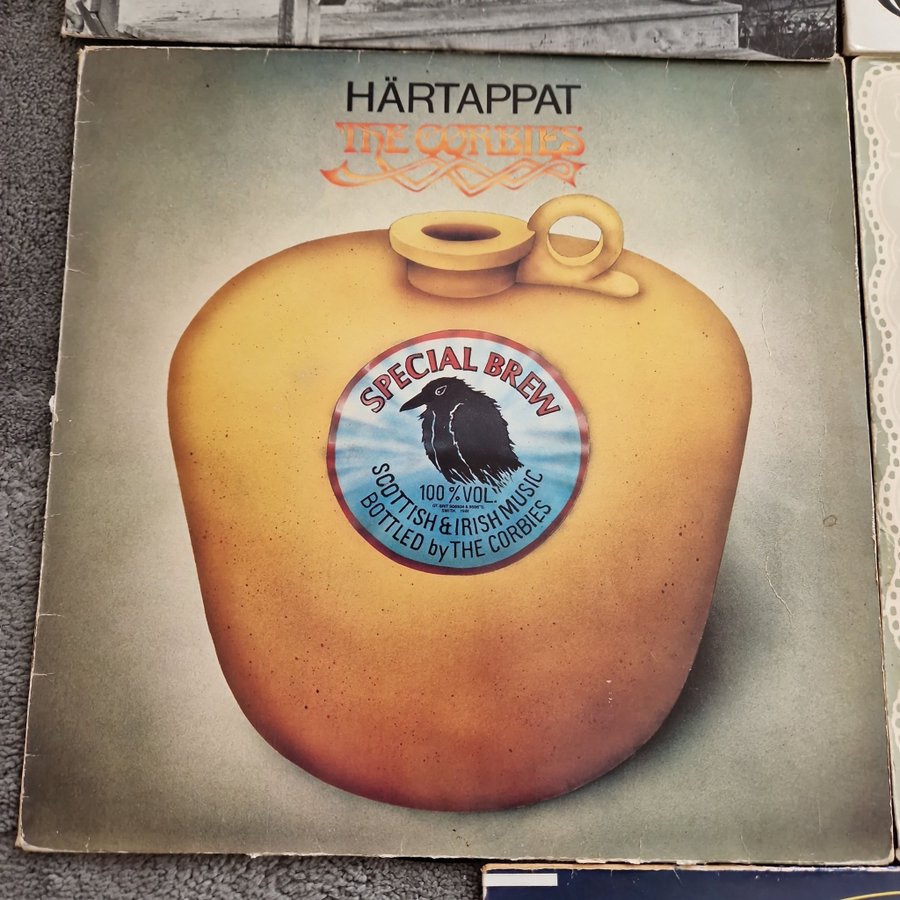 HÄRTAPPAT
THE CORBIES
SPECIAL BREW
100 % VOL.
SCOTTISH & IRISH MUSIC
BOTTLED by THE CORBIES